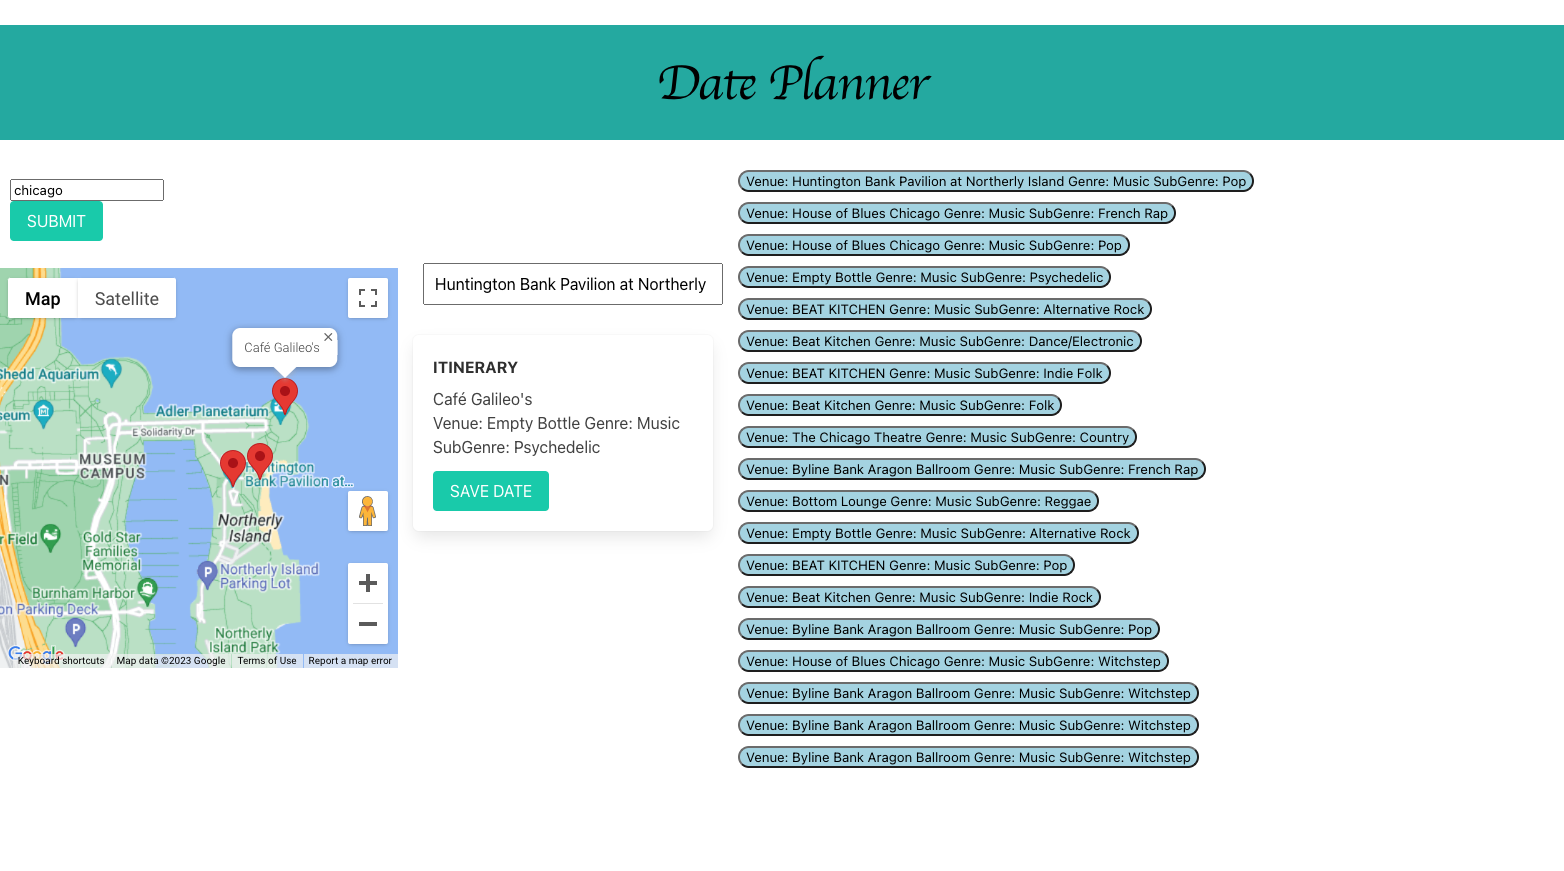 Date Planner
chicago
SUBMIT
Map
Satellite
Café Galileo's
Shedd Aquarium
seum
Adler Planetarium
E Solidarity Dr
MUSEUM
CAMPUS
N
Huntington
Bank Pavilion at...
Northerly
Island
r Field
Gold Star
Families
Memorial
P
Northerly Island
Parking Lot
Burnham Harbor
on Parking Deck
P
Northerly
Island Park
Google
Keyboard shortcuts
Map data ©2023 Google
Terms of Use
Report a map error
Huntington Bank Pavilion at Northerly
ITINERARY
Café Galileo's
Venue: Empty Bottle Genre: Music
SubGenre: Psychedelic
SAVE DATE
Venue: Huntington Bank Pavilion at Northerly Island Genre: Music SubGenre: Pop
Venue: House of Blues Chicago Genre: Music SubGenre: French Rap
Venue: House of Blues Chicago Genre: Music SubGenre: Pop
Venue: Empty Bottle Genre: Music SubGenre: Psychedelic
Venue: BEAT KITCHEN Genre: Music SubGenre: Alternative Rock
Venue: Beat Kitchen Genre: Music SubGenre: Dance/Electronic
Venue: BEAT KITCHEN Genre: Music SubGenre: Indie Folk
Venue: Beat Kitchen Genre: Music SubGenre: Folk
Venue: The Chicago Theatre Genre: Music SubGenre: Country
Venue: Byline Bank Aragon Ballroom Genre: Music SubGenre: French Rap
Venue: Bottom Lounge Genre: Music SubGenre: Reggae
Venue: Empty Bottle Genre: Music SubGenre: Alternative Rock
Venue: BEAT KITCHEN Genre: Music SubGenre: Pop
Venue: Beat Kitchen Genre: Music SubGenre: Indie Rock
Venue: Byline Bank Aragon Ballroom Genre: Music SubGenre: Pop
Venue: House of Blues Chicago Genre: Music SubGenre: Witchstep
Venue: Byline Bank Aragon Ballroom Genre: Music SubGenre: Witchstep
Venue: Byline Bank Aragon Ballroom Genre: Music SubGenre: Witchstep
Venue: Byline Bank Aragon Ballroom Genre: Music SubGenre: Witchstep